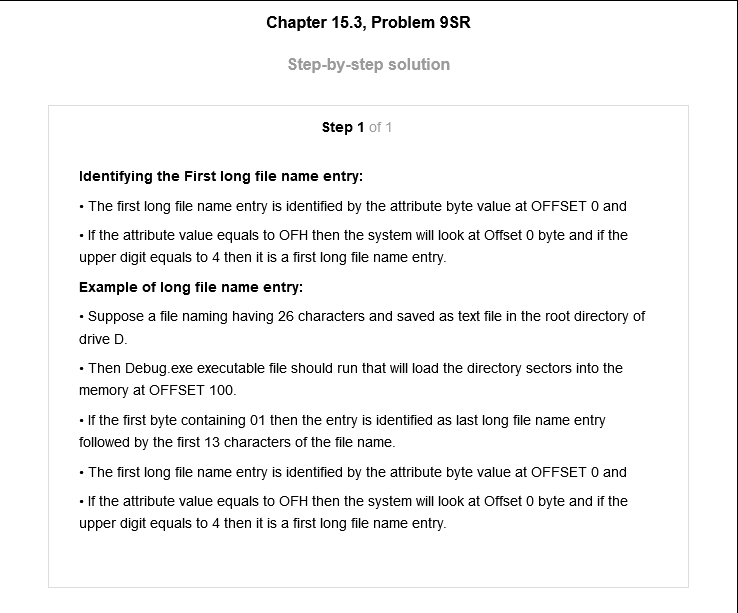 Chapter 15.3, Problem 9SR
Step-by-step solution
Step 1 of 1
Identifying the First long file name entry:
• The first long file name entry is identified by the attribute byte value at OFFSET 0 and
• If the attribute value equals to OFH then the system will look at Offset 0 byte and if the
upper digit equals to 4 then it is a first long file name entry.
Example of long file name entry:
• Suppose a file naming having 26 characters and saved as text file in the root directory of
drive D.
• Then Debug.exe executable file should run that will load the directory sectors into the
memory at OFFSET 100.
• If the first byte containing 01 then the entry is identified as last long file name entry
followed by the first 13 characters of the file name.
• The first long file name entry is identified by the attribute byte value at OFFSET 0 and
• If the attribute value equals to OFH then the system will look at Offset 0 byte and if the
upper digit equals to 4 then it is a first long file name entry.